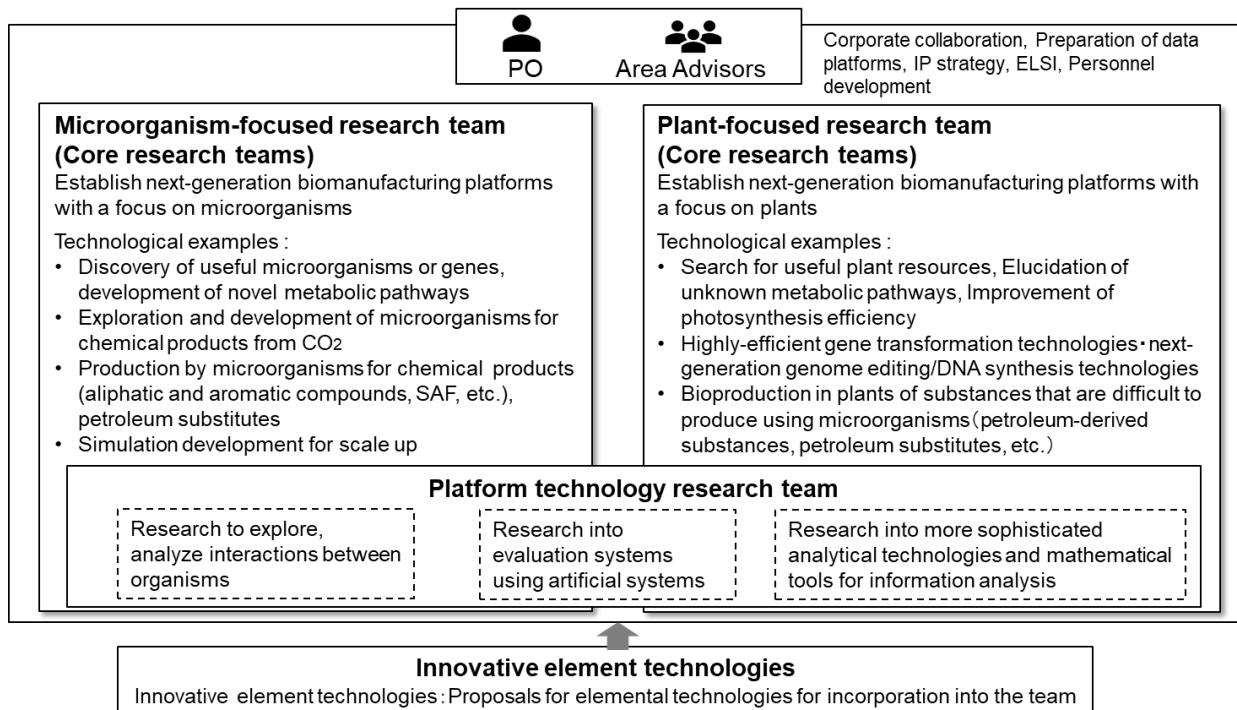 PO
Area Advisors
Corporate collaboration, Preparation of data
platforms, IP strategy, ELSI, Personnel
development
Microorganism-focused research team
(Core research teams)
Establish next-generation biomanufacturing platforms
with a focus on microorganisms
Technological examples :
• Discovery of useful microorganisms or genes,
development of novel metabolic pathways
• Exploration and development of microorganisms for
chemical products from CO2
• Production by microorganisms for chemical products
(aliphatic and aromatic compounds, SAF, etc.),
petroleum substitutes
• Simulation development for scale up
Plant-focused research team
(Core research teams)
Establish next-generation biomanufacturing platforms with
a focus on plants
Technological examples :
• Search for useful plant resources, Elucidation of
unknown metabolic pathways, Improvement of
photosynthesis efficiency
• Highly-efficient gene transformation technologies・next-
generation genome editing/DNA synthesis technologies
• Bioproduction in plants of substances that are difficult to
produce using microorganisms（petroleum-derived
substances, petroleum substitutes, etc.）
Platform technology research team
Research to explore,
analyze interactions between
organisms
Research into
evaluation systems
using artificial systems
Research into more sophisticated
analytical technologies and mathematical
tools for information analysis
Innovative element technologies
Innovative element technologies：Proposals for elemental technologies for incorporation into the team